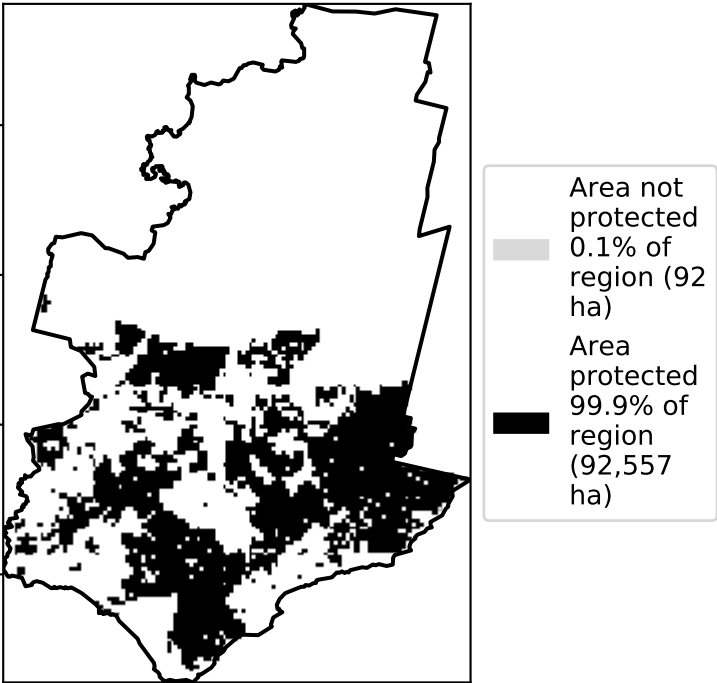 Area not
protected
0.1% of
region (92
ha)
Area
protected
99.9% of
region
(92,557
ha)